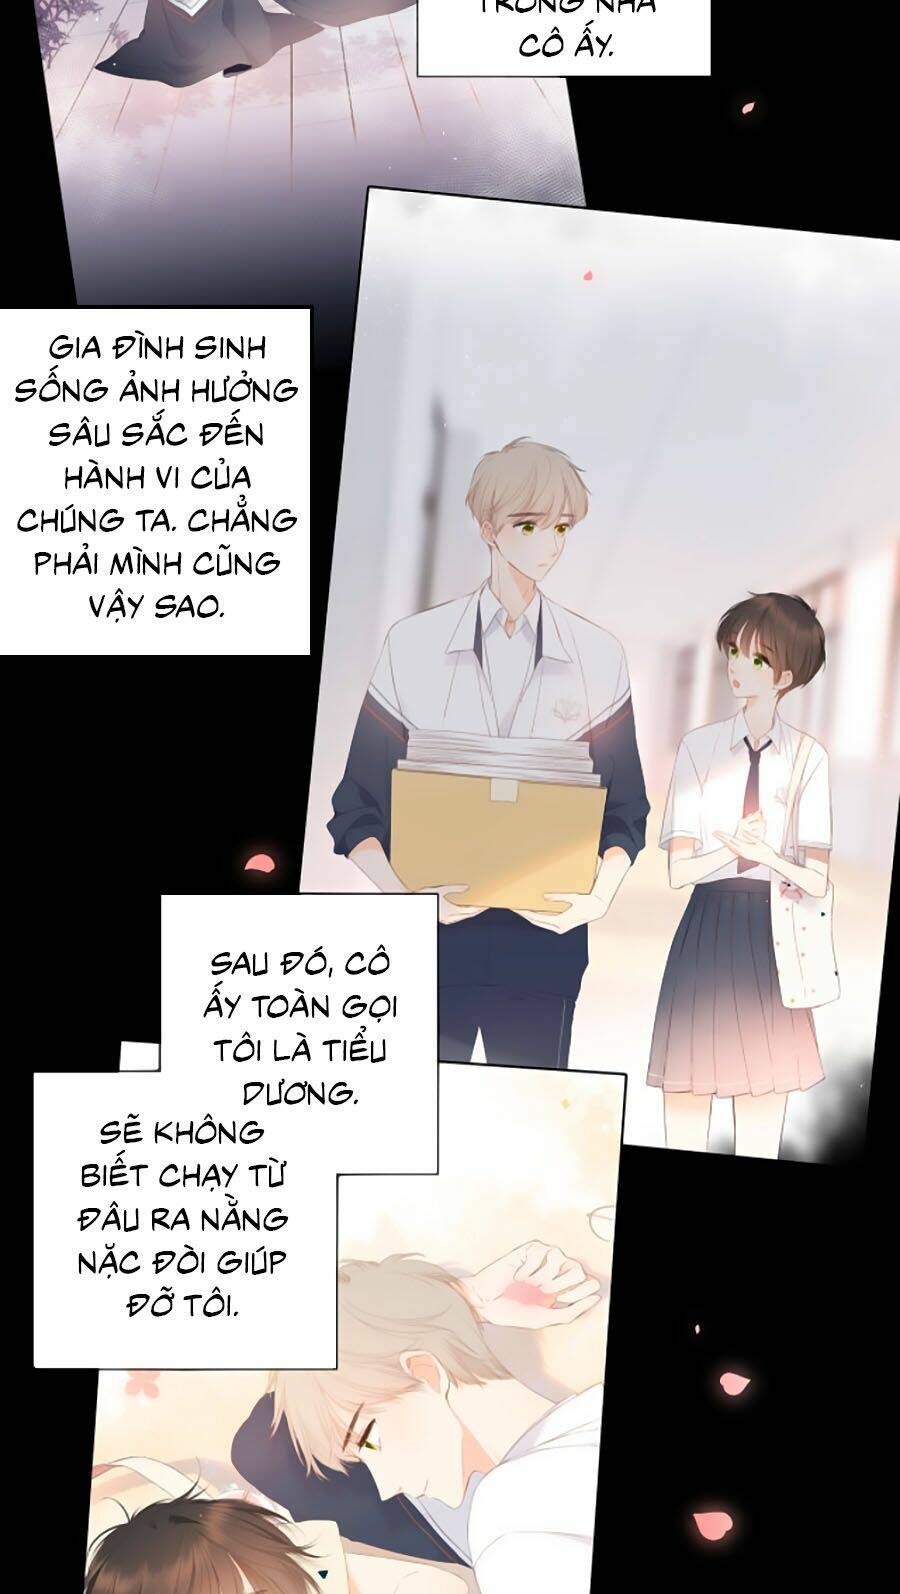 TRONG NHÀ
CÔ ẤY.
GIA ĐÌNH SINH
SỐNG ẢNH HƯỞNG
SÂU SẮC ĐẾN
HÀNH VI CỦA
CHÚNG TA. CHẲNG
PHẢI MÌNH CŨNG
VẬY SAO.
SAU ĐÓ, CÔ
ẤY TOÀN GỌI
TÔI LÀ TIỂU
DƯƠNG.
SẼ KHÔNG
BIẾT CHẠY TỪ
ĐÂU RA NẰNG
NẶC ĐÒI GIÚP
ĐỠ TÔI.